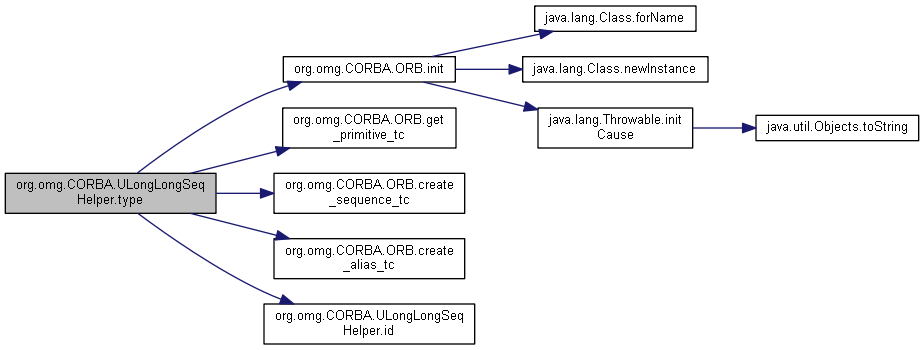 java.lang.Class.forName
org.omg.CORBA.ORB.init
java.lang.Class.newInstance
org.omg.CORBA.ORB.get
_primitive_tc
java.lang.Throwable.init
Cause
java.util.Objects.toString
org.omg.CORBA.ULongLongSeq
Helper.type
org.omg.CORBA.ORB.create
_sequence_tc
org.omg.CORBA.ORB.create
_alias_tc
org.omg.CORBA.ULongLongSeq
Helper.id